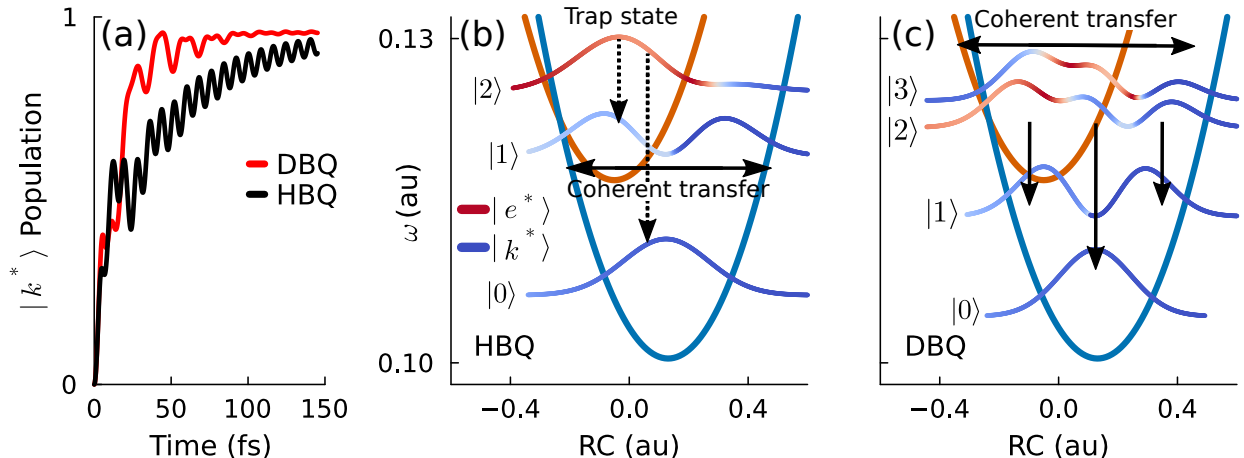 (a)
1
0
| k* ⟩ Population
DBQ
HBQ
0
50
100
150
Time (fs)
(b)
Trap state
0.13
0.10
ω (au)
|2⟩
|1⟩
|0⟩
Coherent transfer
| e* ⟩
| k* ⟩
HBQ
−0.4
0.0
0.4
RC (au)
(c)
Coherent transfer
|3⟩
|2⟩
|1⟩
|0⟩
DBQ
−0.4
0.0
0.4
RC (au)